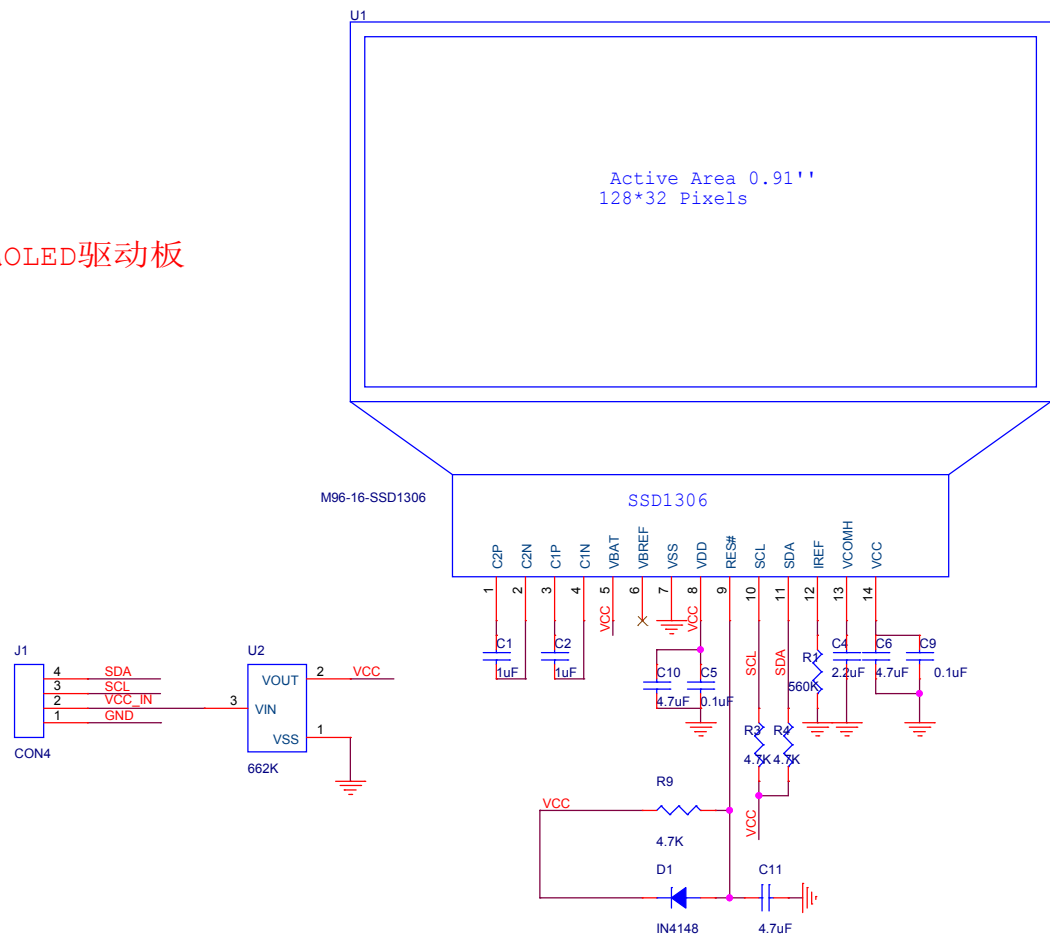 U1
Active Area 0.91''
128*32 Pixels
OLED驱动板
M96-16-SSD1306
SSD1306
C2P
C2N
C1P
C1N
VBAT
VBREF
VSS
VDD
RES#
SCL
SDA
IREF
VCOMH
VCC
1
2
3
4
5
6
7
8
9
10
11
12
13
14
VCC
VCC
SCL
SDA
C1
1uF
C2
1uF
C10
4.7uF
C5
0.1uF
R1
560K
C4
2.2uF
C6
4.7uF
C9
0.1uF
R3
4.7K
R4
4.7K
VCC
J1
4 SDA
3 SCL
2 VCC_IN
1 GND
CON4
U2
VOUT 2 VCC
3 VIN
VSS 1
662K
R9
VCC
4.7K
D1
IN4148
C11
4.7uF